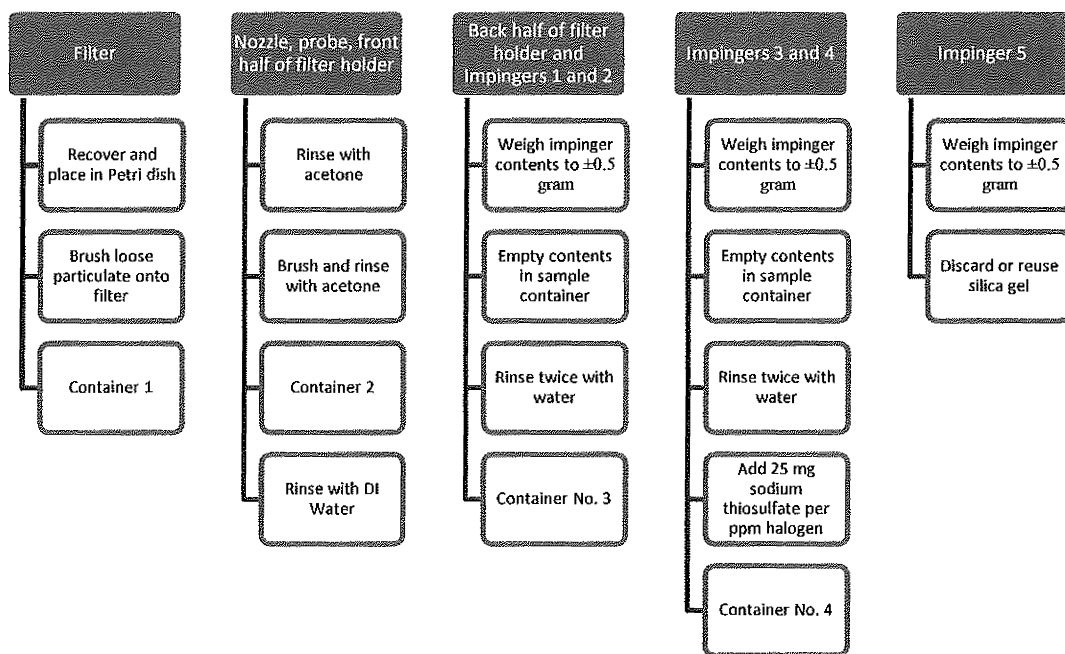 Filter
Recover and
place in Petri dish
Brush loose
particulate onto
filter
Container 1
Nozzle, probe, front
half of filter holder
Rinse with
acetone
Brush and rinse
with acetone
Container 2
Rinse with DI
Water
Back half of filter
holder and
Impingers 1 and 2
Weigh impinger
contents to ±0.5
gram
Empty contents
in sample
container
Rinse twice with
water
Container No. 3
Impingers 3 and 4
Weigh impinger
contents to ±0.5
gram
Empty contents
in sample
container
Rinse twice with
water
Add 25 mg
sodium
thiosulfate per
ppm halogen
Container No. 4
Impinger 5
Weigh impinger
contents to ±0.5
gram
Discard or reuse
silica gel